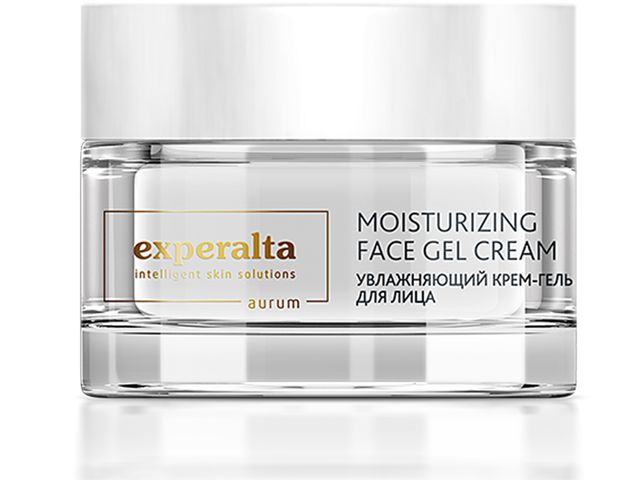 experalta
intelligent skin solutions
aurum
MOISTURIZING
FACE GEL CREAM
УВЛАЖНЯЮЩИЙ КРЕМ-ГЕЛЬ
ДЛЯ ЛИЦА